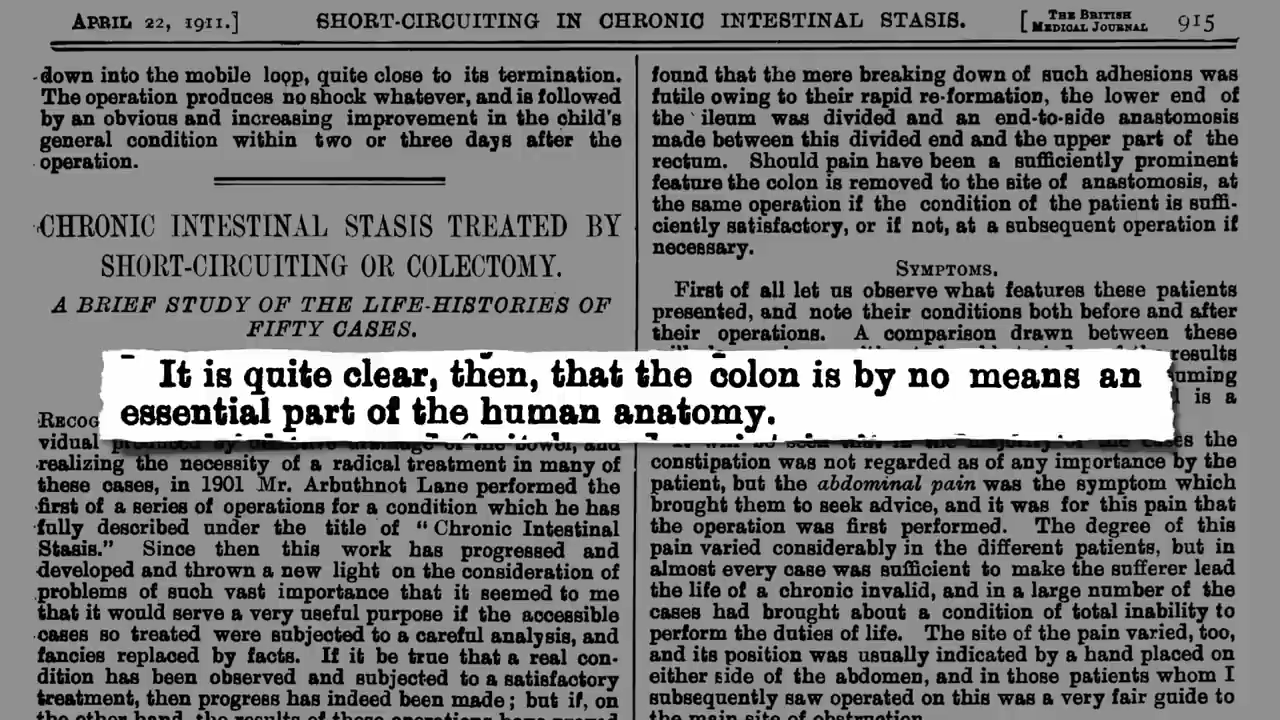 APRIL 22, 1911.]
SHORT-CIRCUITING IN CHRONIC INTESTINAL STASIS.
[THE BRITISH MEDICAL JOURNAL
915
down into the mobile loop, quite close to its termination.
The operation produces no shock whatever, and is followed
by an obvious and increasing improvement in the child's
general condition within two or three days after the
operation.
CHRONIC INTESTINAL STASIS TREATED BY
SHORT-CIRCUITING OR COLECTOMY.
A BRIEF STUDY OF THE LIFE-HISTORIES OF
FIFTY CASES.
It is quite clear, then, that the colon is by no means an
essential part of the human anatomy.
RECOG
vidual
realizing the necessity of a radical treatment in many of
these cases, in 1901 Mr. Arbuthnot Lane performed the
first of a series of operations for a condition which he has
fully described under the title of "Chronic Intestinal
Stasis." Since then this work has progressed and
developed and thrown a new light on the consideration of
problems of such vast importance that it seemed to me
that it would serve a very useful purpose if the accessible
cases so treated were subjected to a careful analysis, and
fancies replaced by facts. If it be true that a real con-
dition has been observed and subjected to a satisfactory
treatment, then progress has indeed been made; but if, on
the other hand, the results of these operations have proved
found that the mere breaking down of such adhesions was
futile owing to their rapid re-formation, the lower end of
the ileum was divided and an end-to-side anastomosis
made between this divided end and the upper part of the
rectum. Should pain have been a sufficiently prominent
feature the colon is removed to the site of anastomosis, at
the same operation if the condition of the patient is suffi-
ciently satisfactory, or if not, at a subsequent operation if
necessary.
SYMPTOMS.
First of all let us observe what features these patients
presented, and note their conditions both before and after
their operations. A comparison drawn between these
results
uming
is a
the
constipation was not regarded as of any importance by the
patient, but the abdominal pain was the symptom which
brought them to seek advice, and it was for this pain that
the operation was first performed. The degree of this
pain varied considerably in the different patients, but in
almost every case was sufficient to make the sufferer lead
the life of a chronic invalid, and in a large number of the
cases had brought about a condition of total inability to
perform the duties of life. The site of the pain varied, too,
and its position was usually indicated by a hand placed on
either side of the abdomen, and in those patients whom I
subsequently saw operated on this was a very fair guide to
the main site of obstruction.